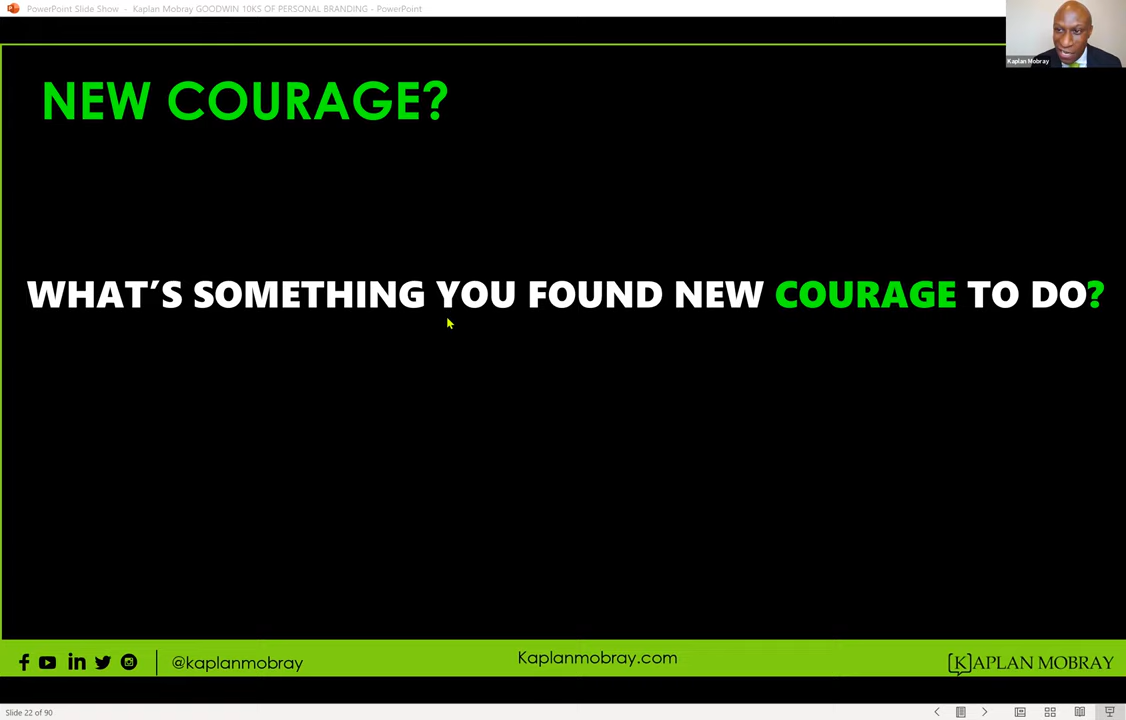 PowerPoint Slide Show - Kaplan Mobray GOODWIN 10KS OF PERSONAL BRANDING - PowerPoint
Kaplan Mobray
NEW COURAGE?
WHAT'S SOMETHING YOU FOUND NEW COURAGE TO DO?
@kaplanmobray
Kaplanmobray.com
[K]APLAN MOBRAY
Slide 22 of 90